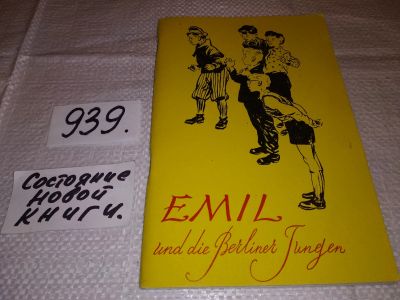 939.
Состояние
новой
книги.
EMIL
und die Berliner Jungen